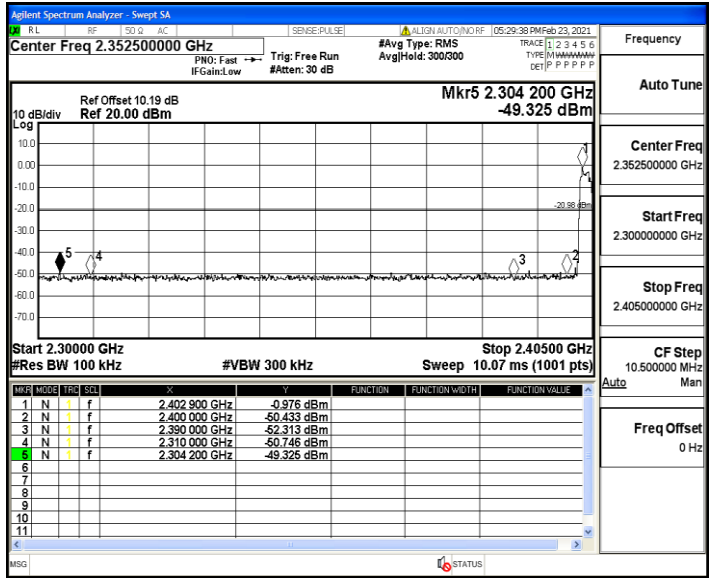 Agilent Spectrum Analyzer - Swept SA
LXI RL RF 50 Ω AC SENSE:PULSE ALIGN AUTO/NO RF 05:29:38 PM Feb 23, 2021
Center Freq 2.352500000 GHz
PNO: Fast
IFGain:Low
Trig: Free Run
#Atten: 30 dB
#Avg Type: RMS
Avg|Hold: 300/300
TRACE 1 2 3 4 5 6
TYPE M WWWWW
DET P P P P P P
Ref Offset 10.19 dB
10 dB/div Ref 20.00 dBm
Log
Mkr5 2.304 200 GHz
-49.325 dBm
10.0
0.00
-10.0
-20.0
-30.0
-40.0
-50.0
-60.0
-70.0
-20.98 dBm
1
5
4
3
2
Start 2.30000 GHz
Stop 2.40500 GHz
#Res BW 100 kHz #VBW 300 kHz Sweep 10.07 ms (1001 pts)
MKR MODE TRC SCL X Y FUNCTION FUNCTION WIDTH FUNCTION VALUE
1 N 1 f 2.402 900 GHz -0.976 dBm
2 N 1 f 2.400 000 GHz -50.433 dBm
3 N 1 f 2.390 000 GHz -52.313 dBm
4 N 1 f 2.310 000 GHz -50.746 dBm
5 N 1 f 2.304 200 GHz -49.325 dBm
6
7
8
9
10
11
MSG STATUS
Frequency
Auto Tune
Center Freq
2.352500000 GHz
Start Freq
2.300000000 GHz
Stop Freq
2.405000000 GHz
CF Step
10.500000 MHz
Auto Man
Freq Offset
0 Hz